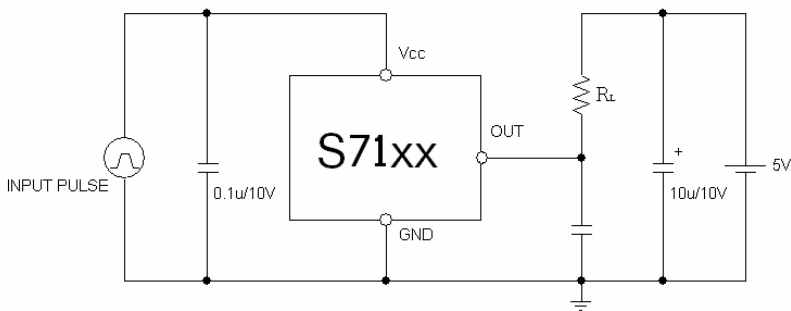 Vcc
RL
OUT
S71xx
+
INPUT PULSE
0.1u/10V
10u/10V
5V
GND